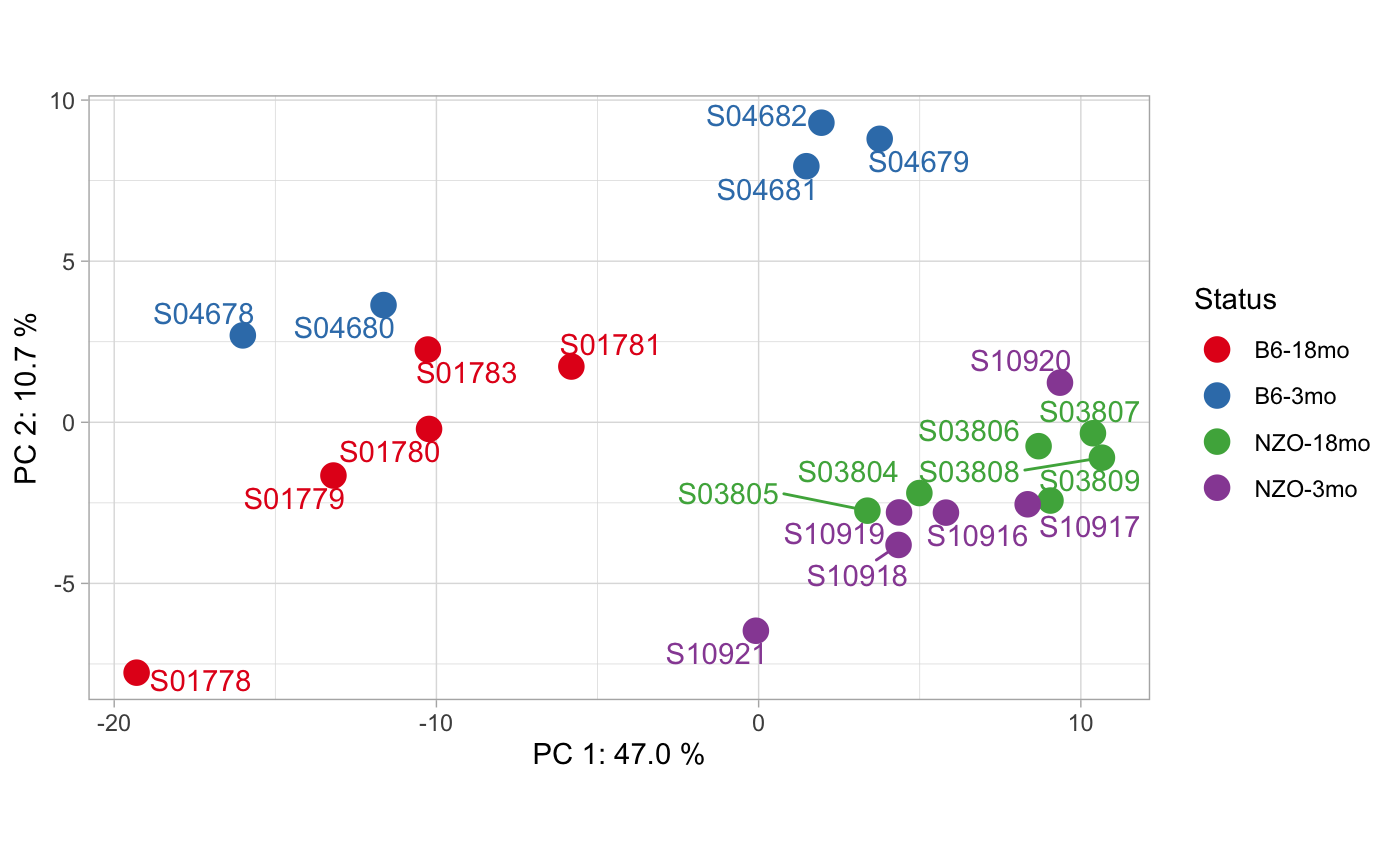 10
5
0
-5
PC 2: 10.7 %
S04682
S04679
S04681
S04678
S04680
S01781
S01783
S01780
S01779
S01778
S10920
S03807
S03806
S03804
S03808
S03809
S03805
S10919
S10916
S10917
S10918
S10921
-20
-10
0
10
PC 1: 47.0 %
Status
B6-18mo
B6-3mo
NZO-18mo
NZO-3mo